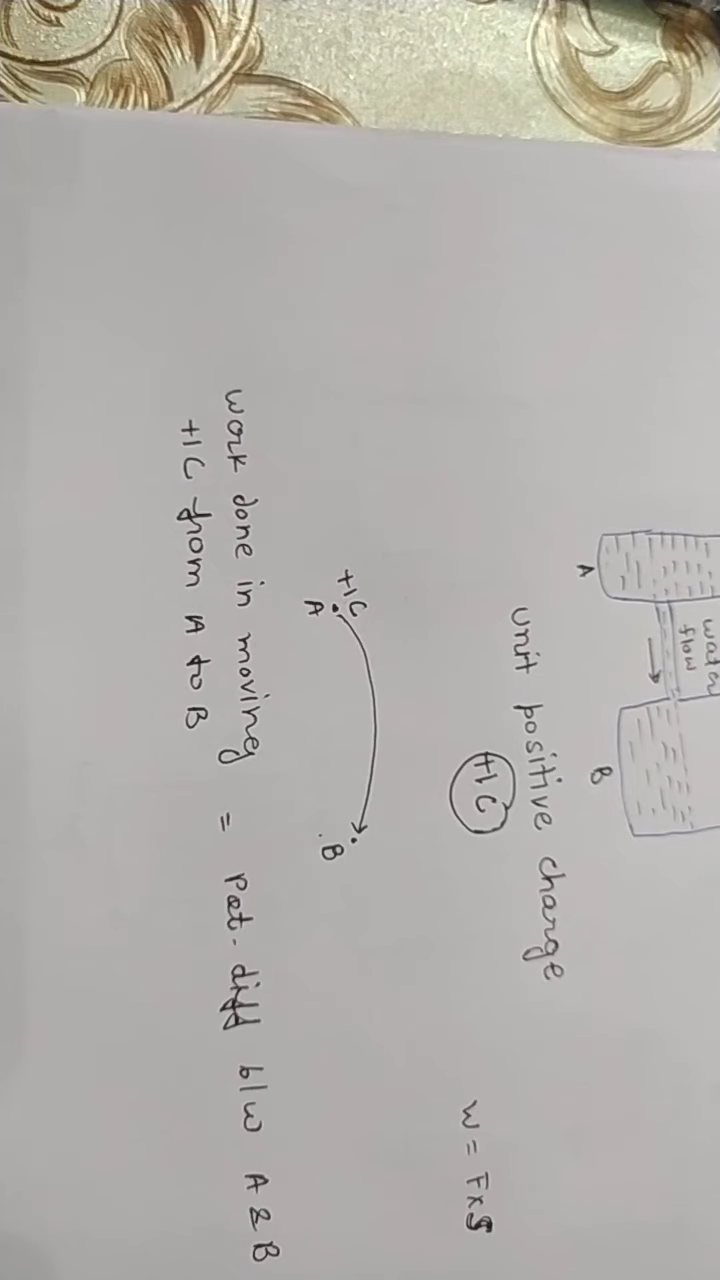 water
flow
A
B
unit positive charge
+1C
W = F×S
+1C
A
B
work done in moving
+1C from A to B
= Pot. diff b/w A & B